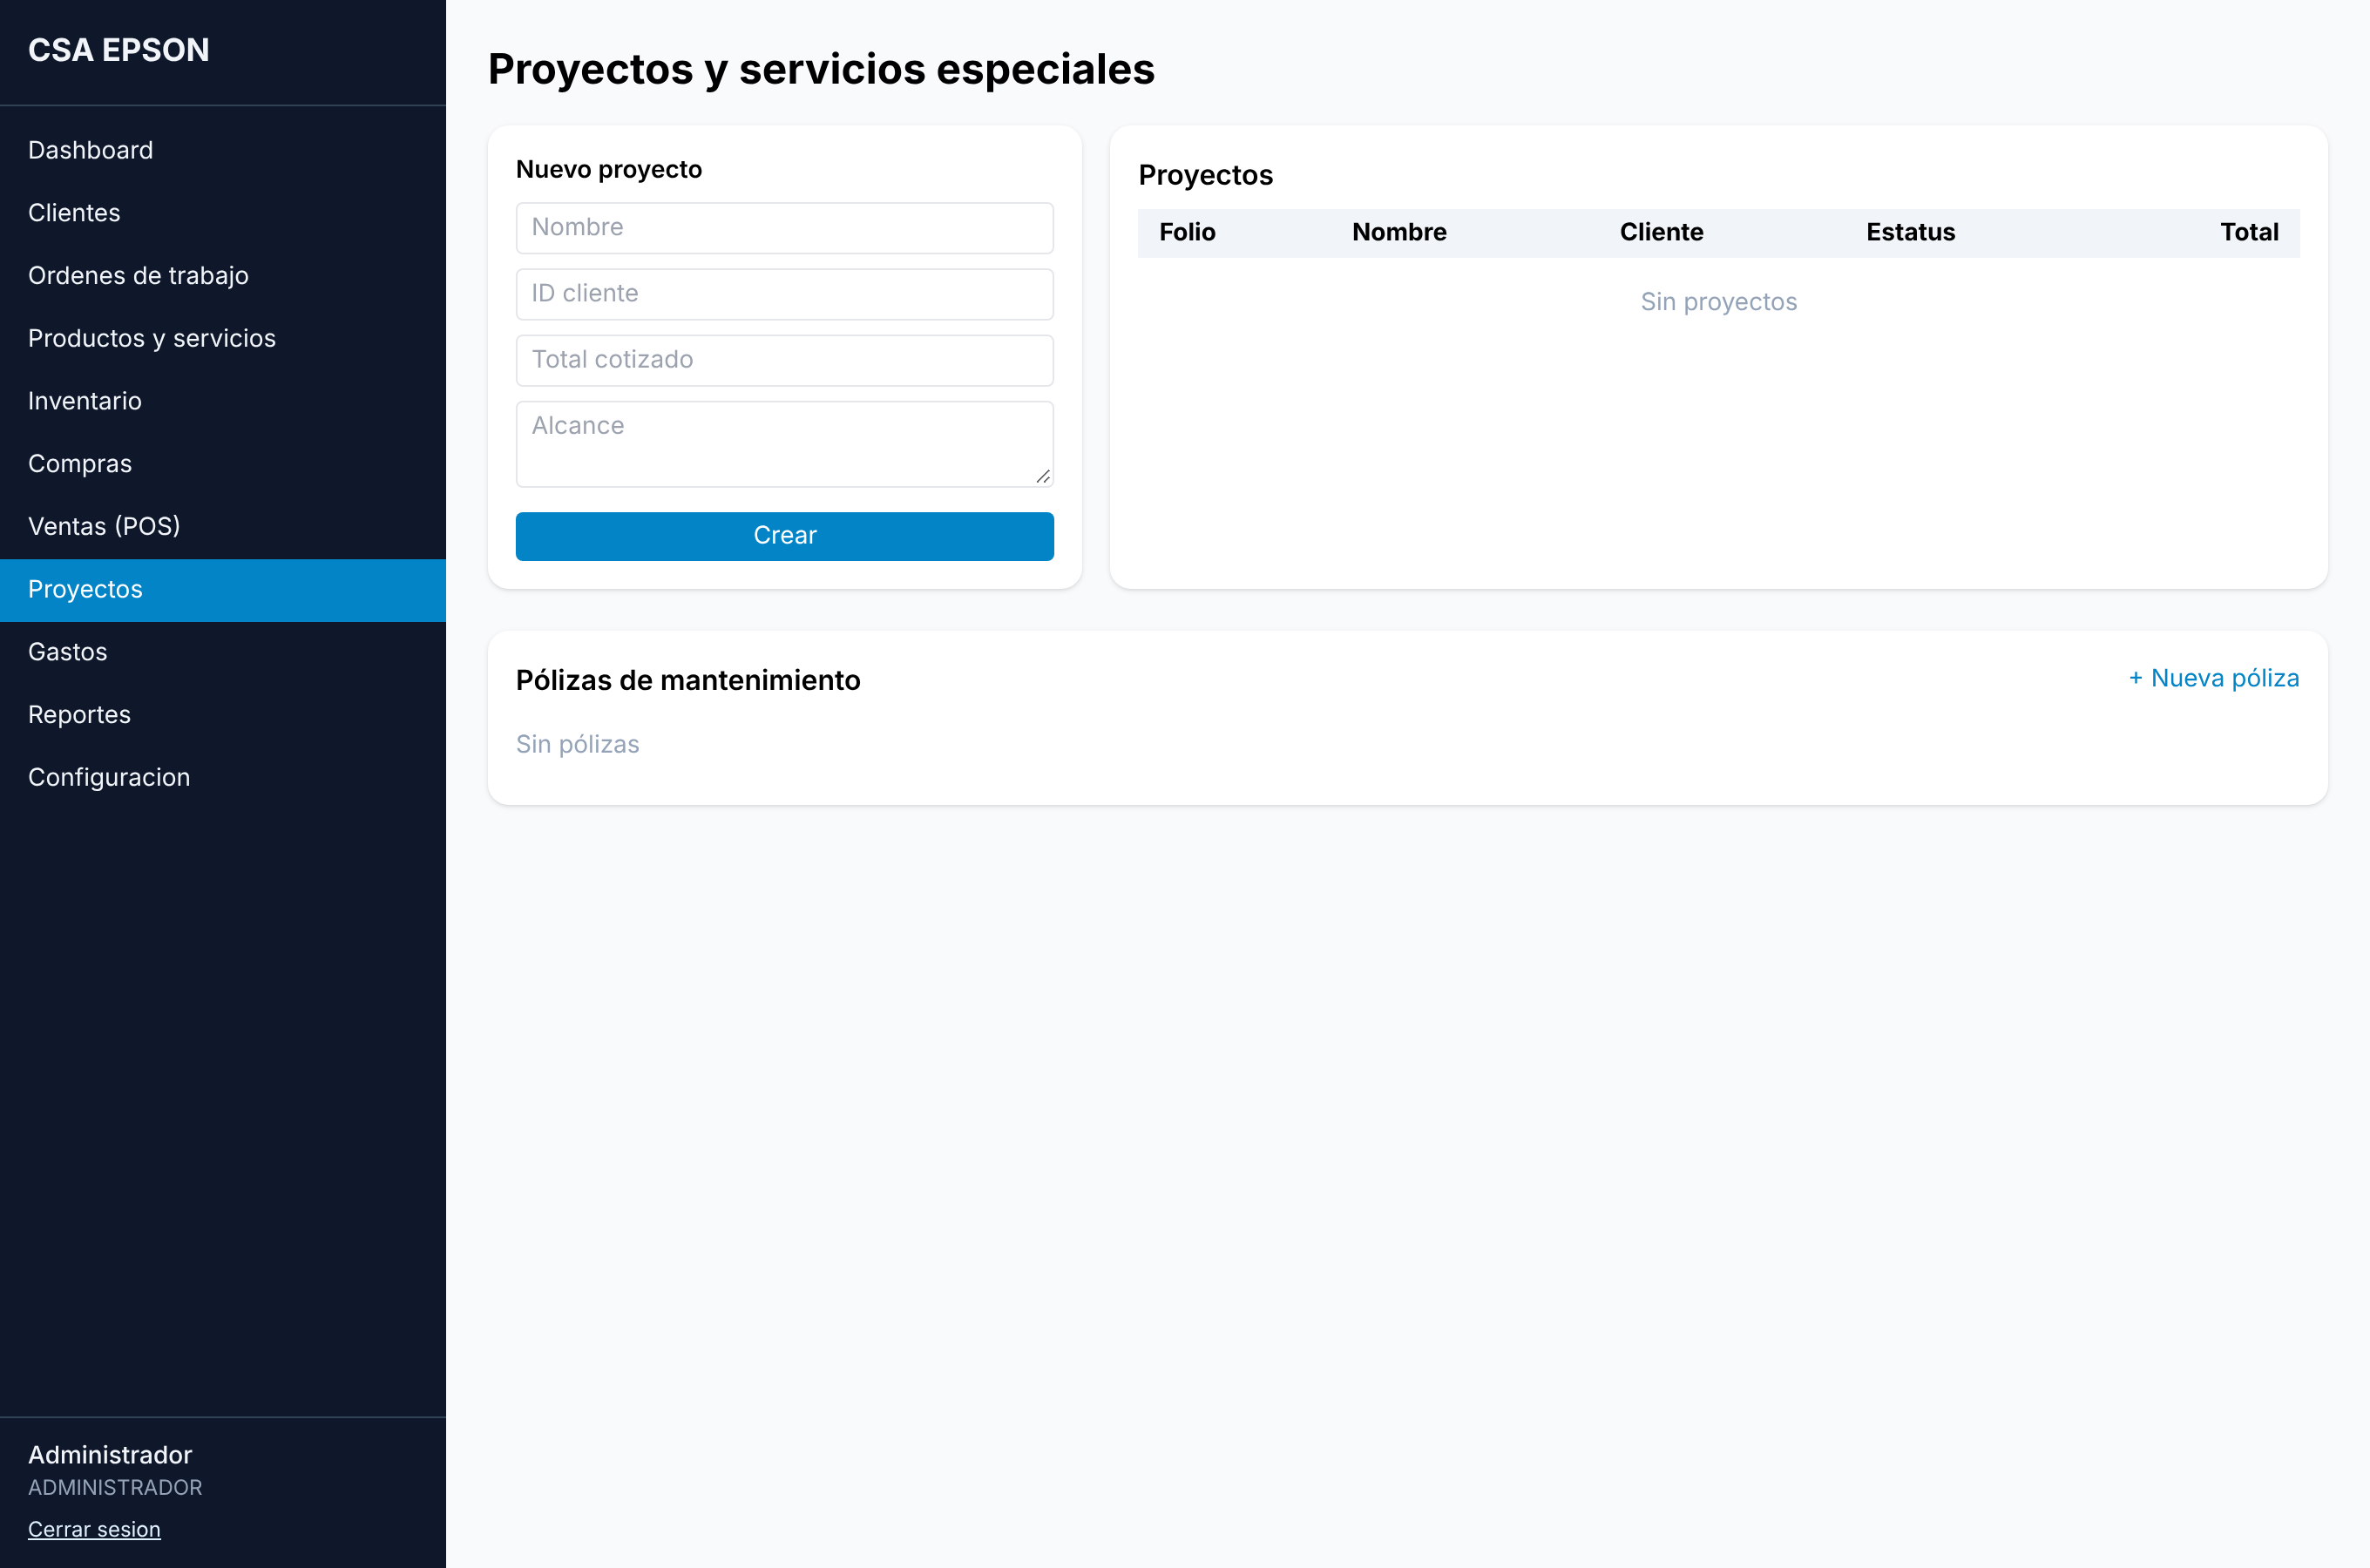 CSA EPSON
Dashboard
Clientes
Ordenes de trabajo
Productos y servicios
Inventario
Compras
Ventas (POS)
Proyectos
Gastos
Reportes
Configuracion
Administrador
ADMINISTRADOR
Cerrar sesion
Proyectos y servicios especiales
Nuevo proyecto
Nombre
ID cliente
Total cotizado
Alcance
Crear
Proyectos
Folio Nombre Cliente Estatus Total
Sin proyectos
Pólizas de mantenimiento
+ Nueva póliza
Sin pólizas